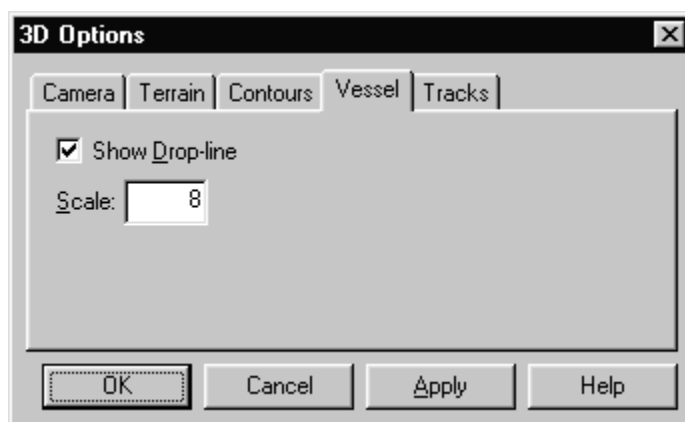 3D Options
Camera Terrain Contours Vessel Tracks
Show Drop-line
Scale: 8
OK Cancel Apply Help